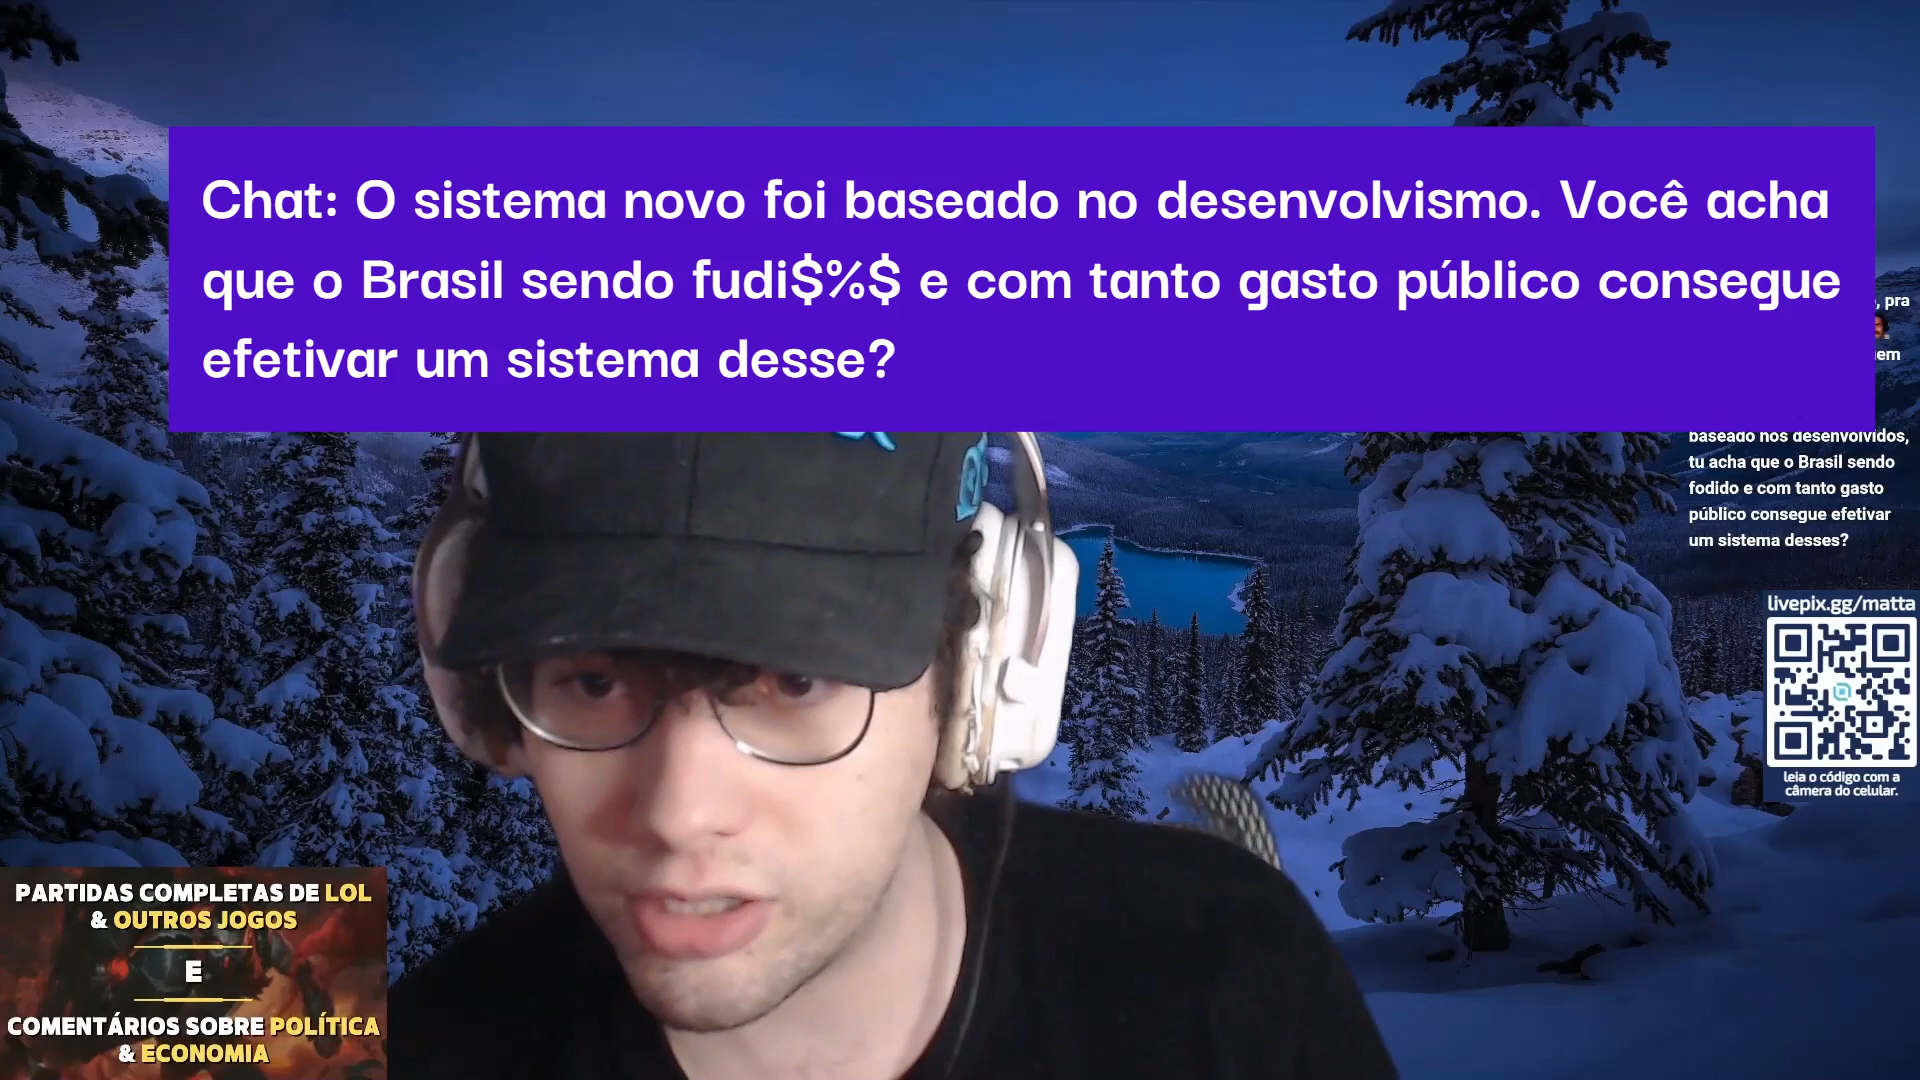 Chat: O sistema novo foi baseado no desenvolvismo. Você acha
que o Brasil sendo fudi$%$ e com tanto gasto público consegue
efetivar um sistema desse?
, pra
baseado nos desenvolvidos,
tu acha que o Brasil sendo
fodido e com tanto gasto
público consegue efetivar
um sistema desses?
livepix.gg/matta
leia o código com a
câmera do celular.
PARTIDAS COMPLETAS DE LOL
& OUTROS JOGOS
E
COMENTÁRIOS SOBRE POLÍTICA
& ECONOMIA